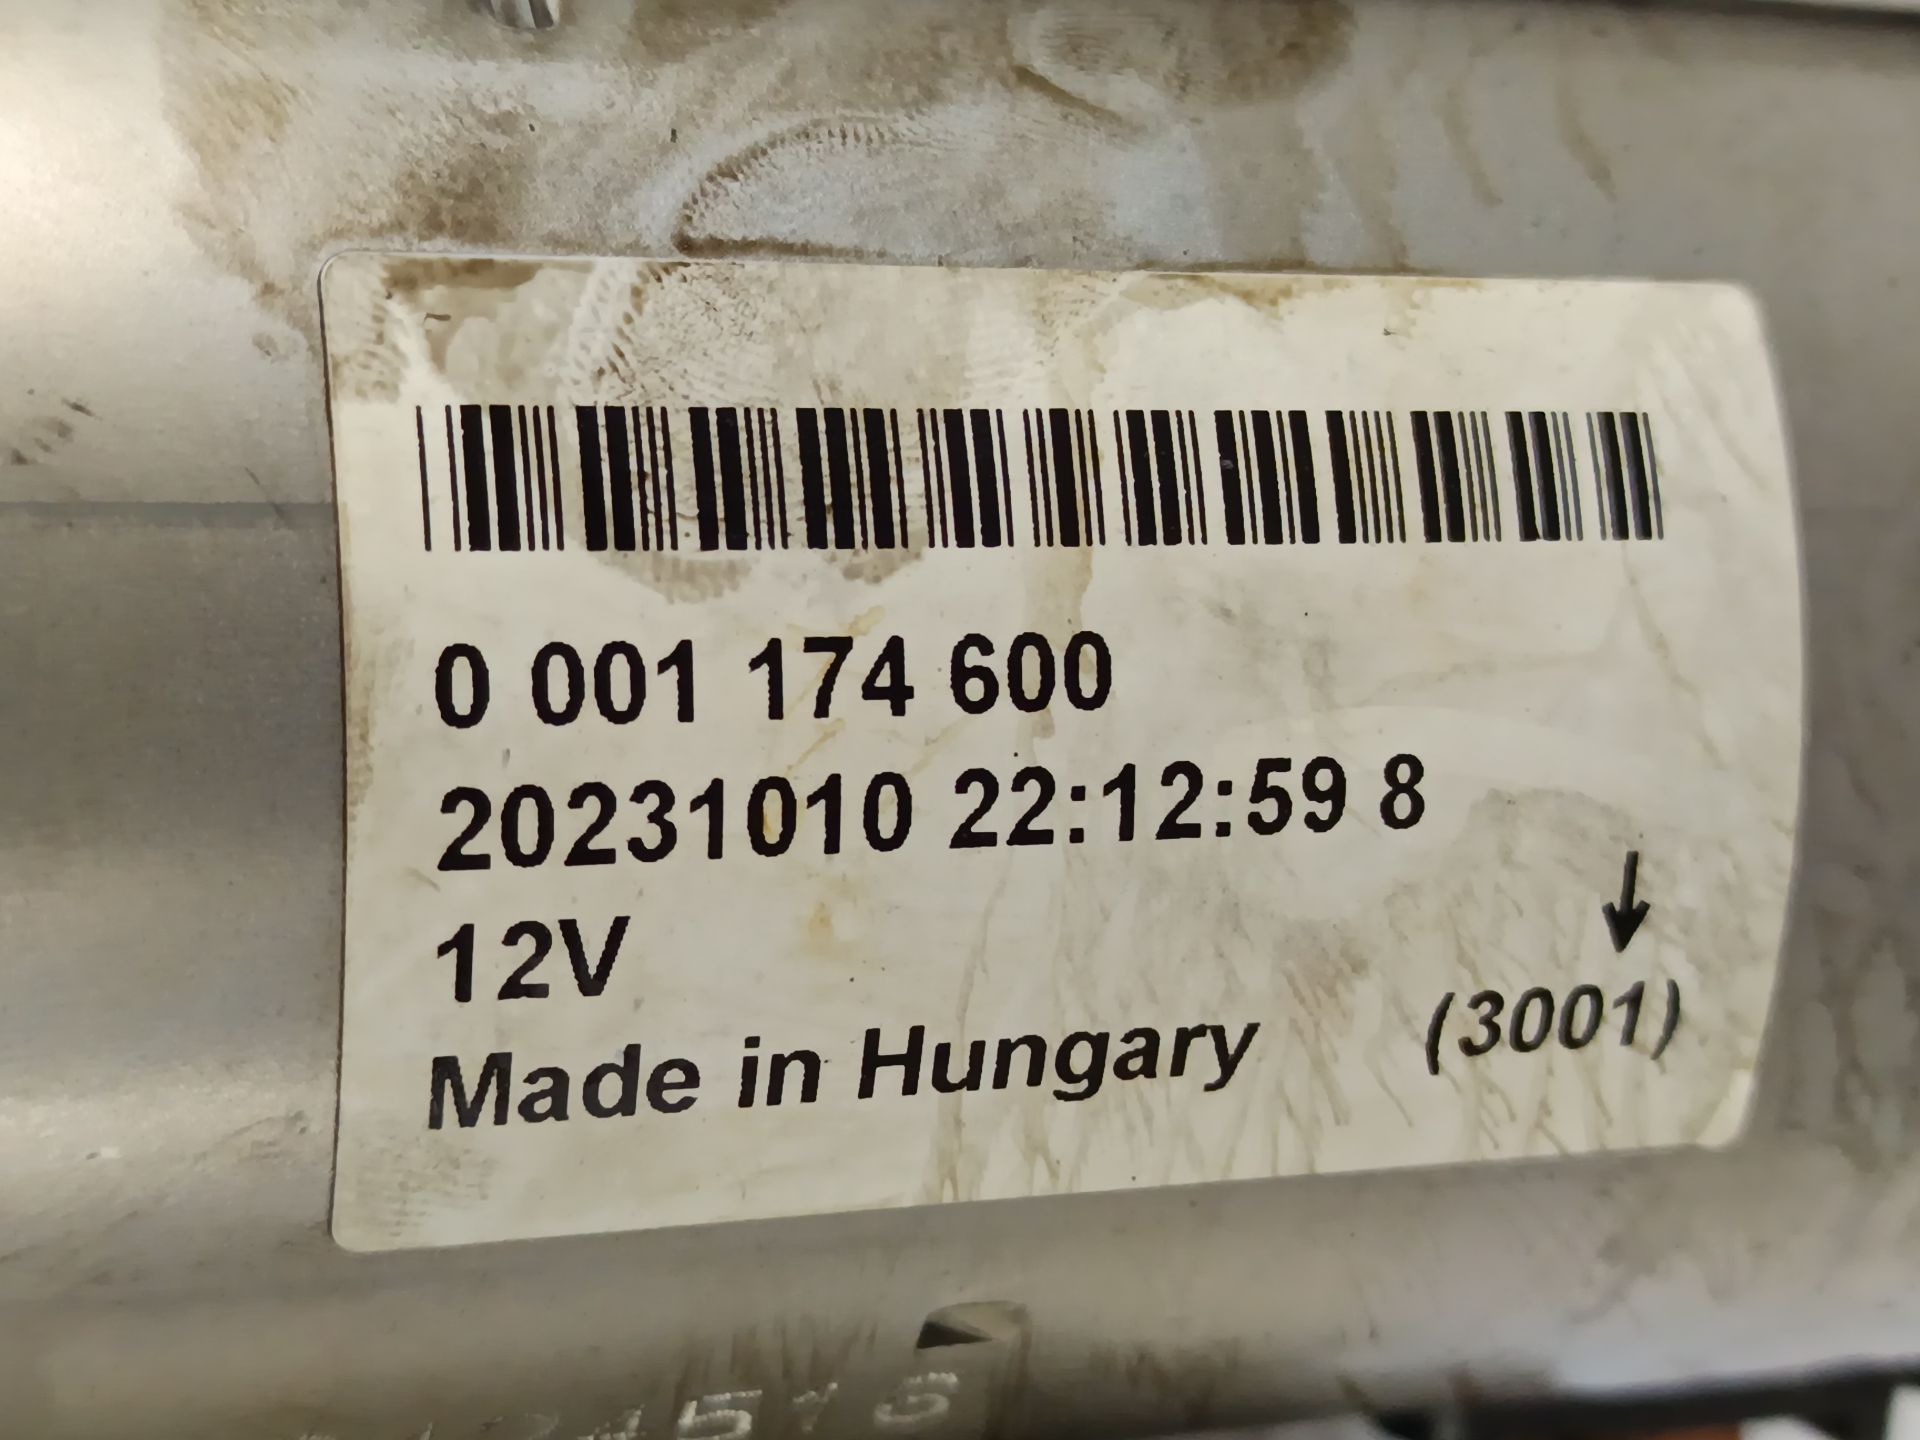 0 001 174 600
20231010 22:12:59 8
12V
Made in Hungary (3001)